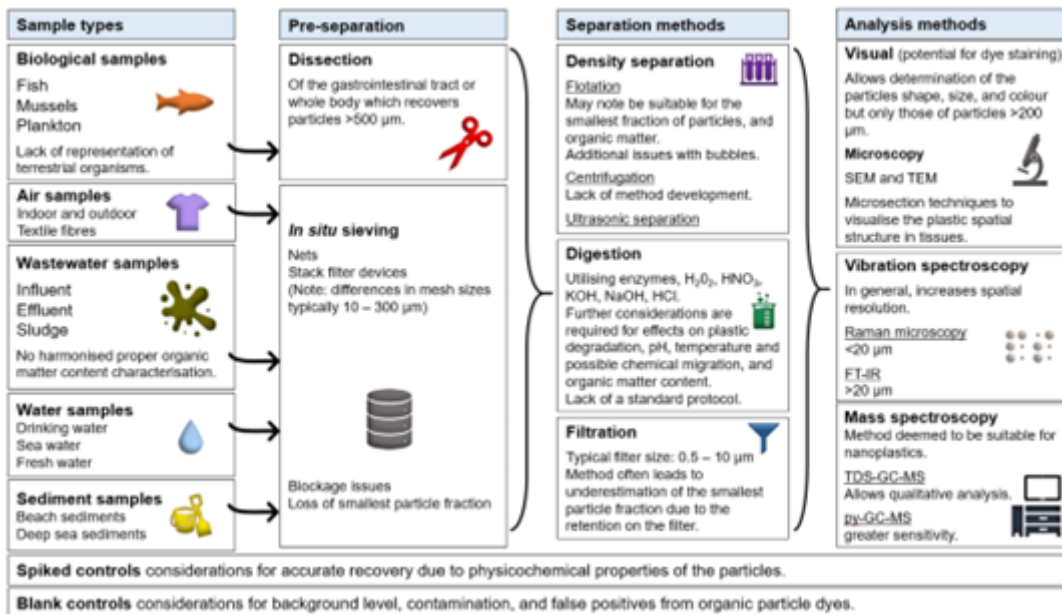 Sample types
Biological samples
Fish
Mussels
Plankton
Lack of representation of
terrestrial organisms.
Air samples
Indoor and outdoor
Textile fibres
Wastewater samples
Influent
Effluent
Sludge
No harmonised proper organic
matter content characterisation.
Water samples
Drinking water
Sea water
Fresh water
Sediment samples
Beach sediments
Deep sea sediments
Pre-separation
Dissection
Of the gastrointestinal tract or
whole body which recovers
particles >500 µm.
In situ sieving
Nets
Stack filter devices
(Note: differences in mesh sizes
typically 10 – 300 µm)
Blockage issues
Loss of smallest particle fraction
Separation methods
Density separation
Flotation
May note be suitable for the
smallest fraction of particles, and
organic matter.
Additional issues with bubbles.
Centrifugation
Lack of method development.
Ultrasonic separation
Digestion
Utilising enzymes, H₂0₂, HNO₃,
KOH, NaOH, HCl.
Further considerations are
required for effects on plastic
degradation, pH, temperature and
possible chemical migration, and
organic matter content.
Lack of a standard protocol.
Filtration
Typical filter size: 0.5 – 10 µm
Method often leads to
underestimation of the smallest
particle fraction due to the
retention on the filter.
Analysis methods
Visual (potential for dye staining)
Allows determination of the
particles shape, size, and colour
but only those of particles >200
µm.
Microscopy
SEM and TEM
Microsection techniques to
visualise the plastic spatial
structure in tissues.
Vibration spectroscopy
In general, increases spatial
resolution.
Raman microscopy
<20 µm
FT-IR
>20 µm
Mass spectroscopy
Method deemed to be suitable for
nanoplastics.
TDS-GC-MS
Allows qualitative analysis.
py-GC-MS
greater sensitivity.
Spiked controls considerations for accurate recovery due to physicochemical properties of the particles.
Blank controls considerations for background level, contamination, and false positives from organic particle dyes.